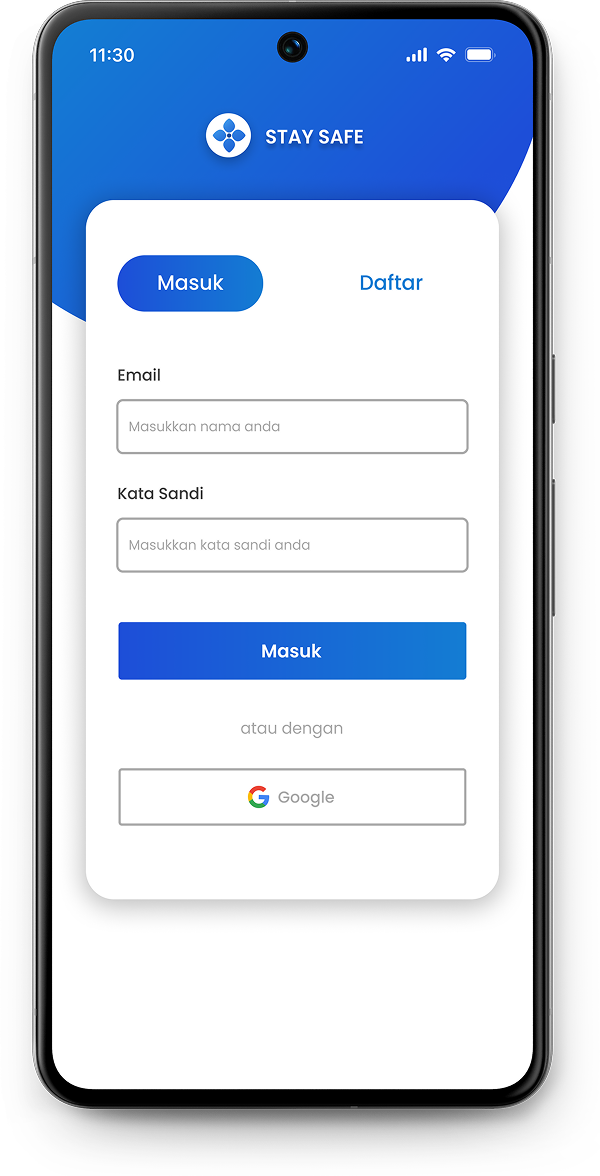 11:30
STAY SAFE
Masuk
Daftar
Email
Masukkan nama anda
Kata Sandi
Masukkan kata sandi anda
Masuk
atau dengan
Google